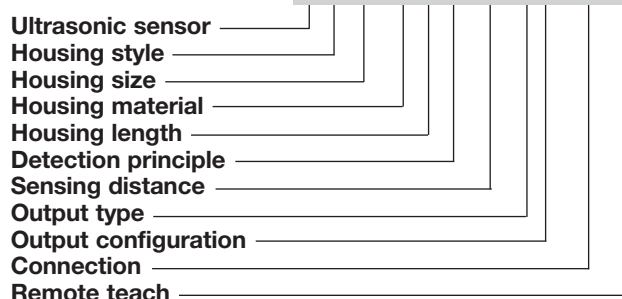 Ultrasonic sensor
Housing style
Housing size
Housing material
Housing length
Detection principle
Sensing distance
Output type
Output configuration
Connection
Remote teach